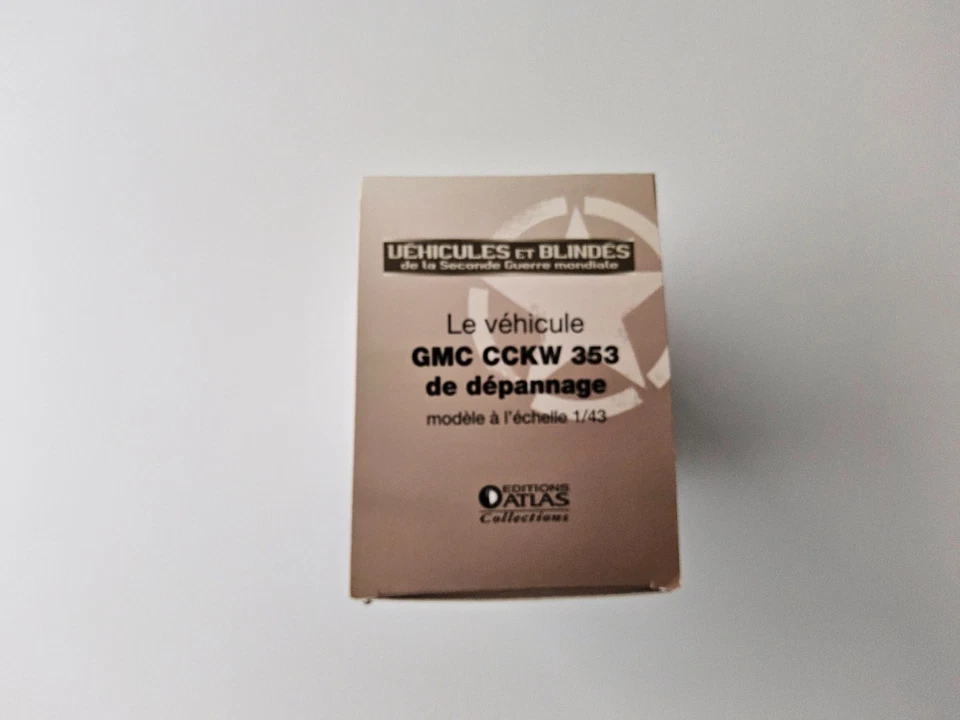 VÉHICULES ET BLINDÉS
de la Seconde Guerre mondiale
Le véhicule
GMC CCKW 353
de dépannage
modèle à l'échelle 1/43
EDITIONS
ATLAS
Collections